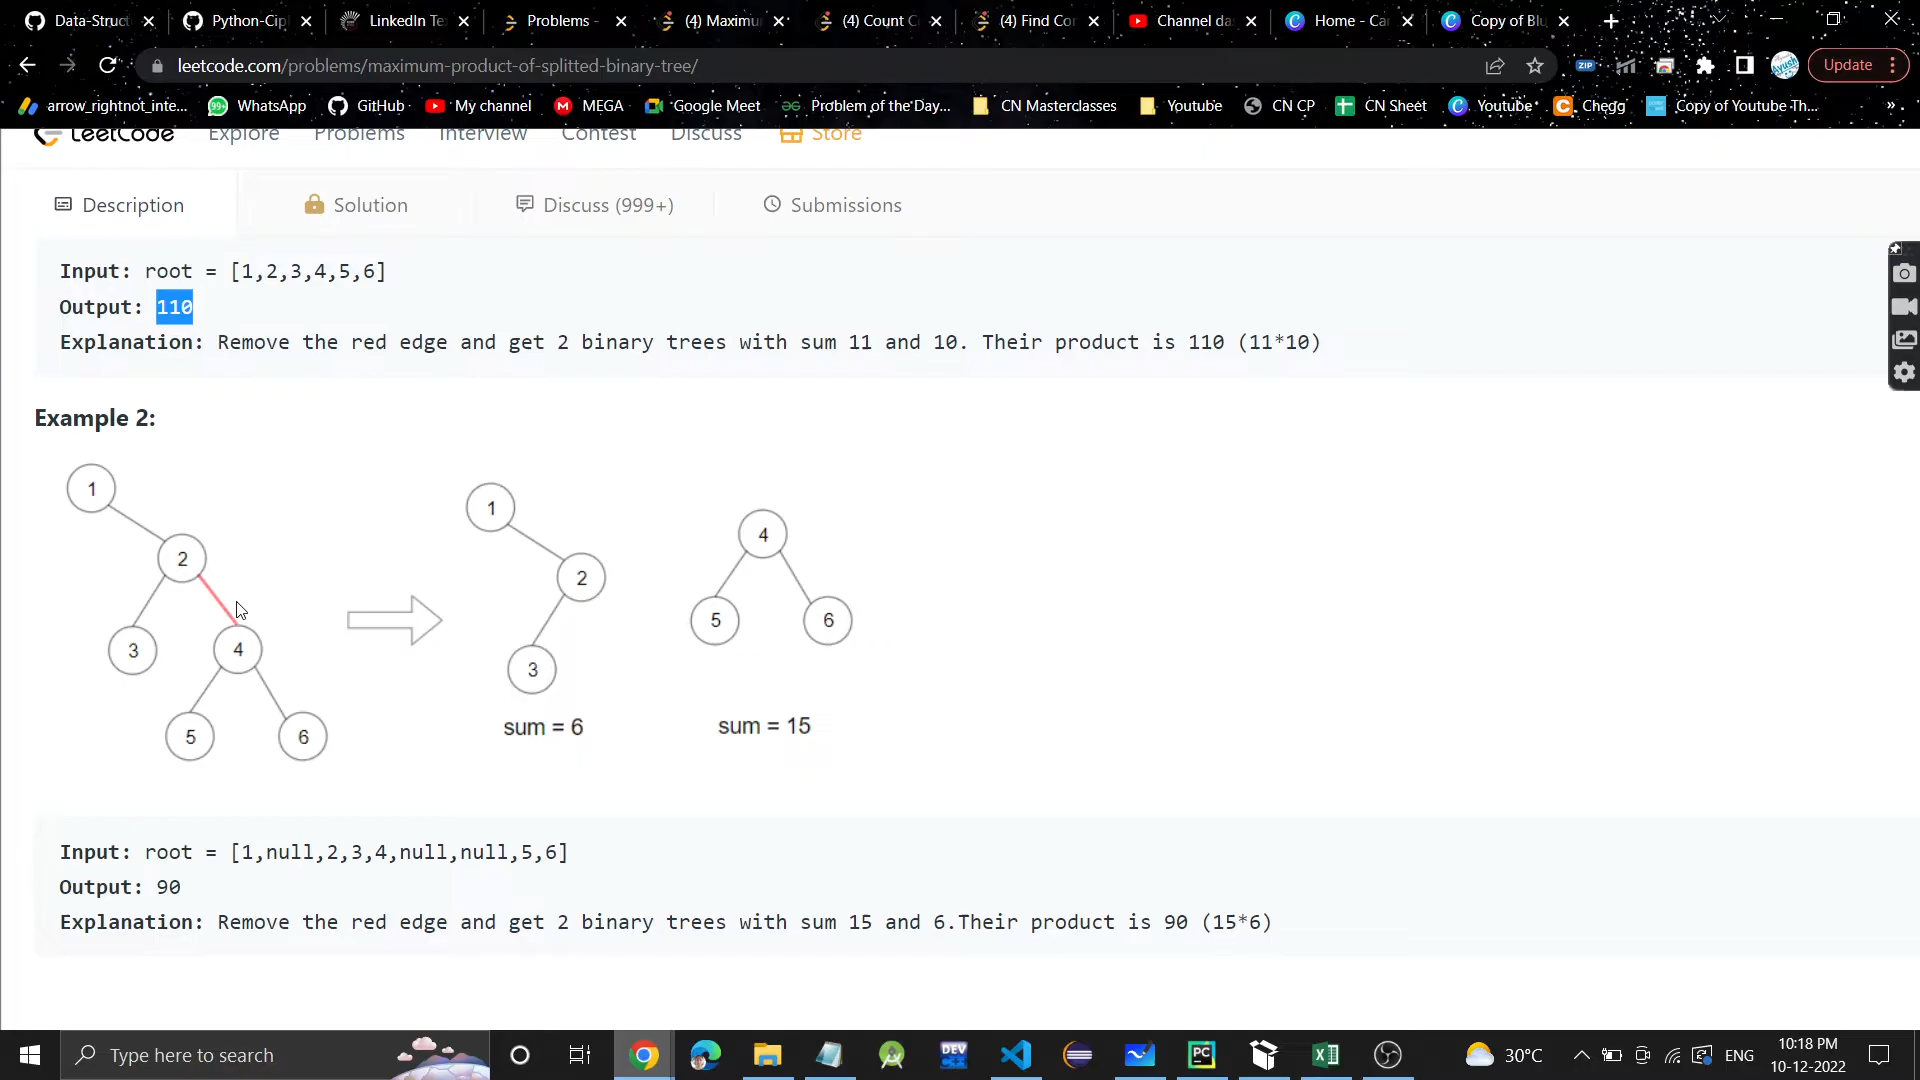 Data-Struct
Python-Ciph
LinkedIn Te
Problems -
(4) Maximu
(4) Count C
(4) Find Co
Channel da
Home - Ca
Copy of Blu
leetcode.com/problems/maximum-product-of-splitted-binary-tree/
ZIP
Update
arrow_rightnot_inte...
99+
WhatsApp
GitHub
My channel
MEGA
Google Meet
Problem of the Day...
CN Masterclasses
Youtube
CN CP
CN Sheet
Youtube
Chegg
Copy of Youtube Th...
»
LeetCode
Explore
Problems
Interview
Contest
Discuss
Store
Description
Solution
Discuss (999+)
Submissions
Input: root = [1,2,3,4,5,6]
Output: 110
Explanation: Remove the red edge and get 2 binary trees with sum 11 and 10. Their product is 110 (11*10)
Example 2:
1
2
3
4
5
6
1
2
3
sum = 6
4
5
6
sum = 15
Input: root = [1,null,2,3,4,null,null,5,6]
Output: 90
Explanation: Remove the red edge and get 2 binary trees with sum 15 and 6.Their product is 90 (15*6)
Type here to search
DEV
PC
30°C
ENG
10:18 PM
10-12-2022